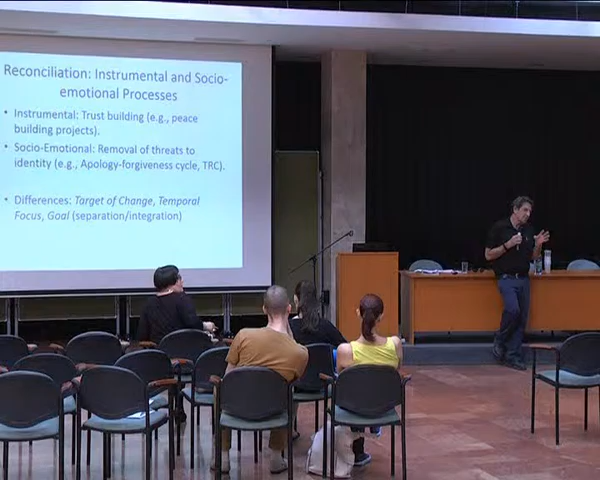 Reconciliation: Instrumental and Socio-
emotional Processes
• Instrumental: Trust building (e.g., peace
building projects).
• Socio-Emotional: Removal of threats to
identity (e.g., Apology-forgiveness cycle, TRC).
• Differences: Target of Change, Temporal
Focus, Goal (separation/integration)